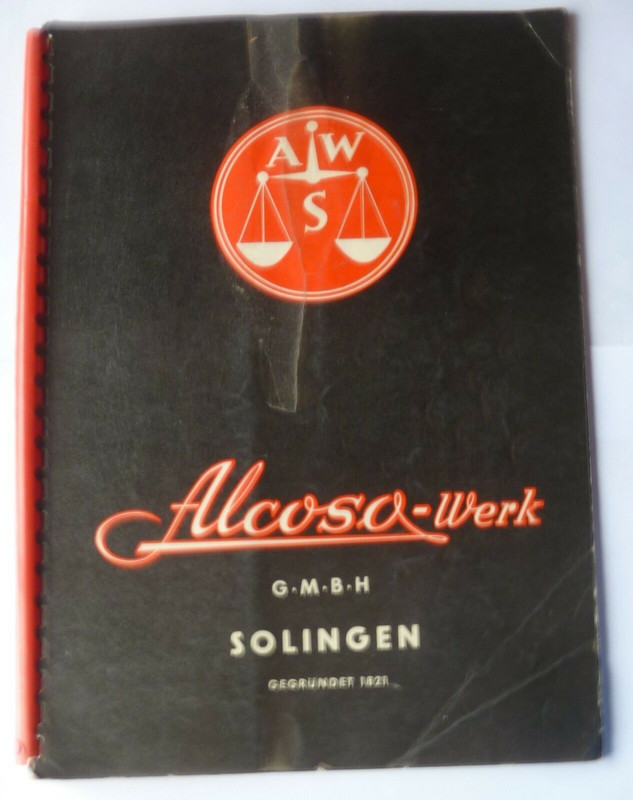 A W
S
Alcoso-Werk
G·M·B·H
SOLINGEN
GEGRÜNDET 1821